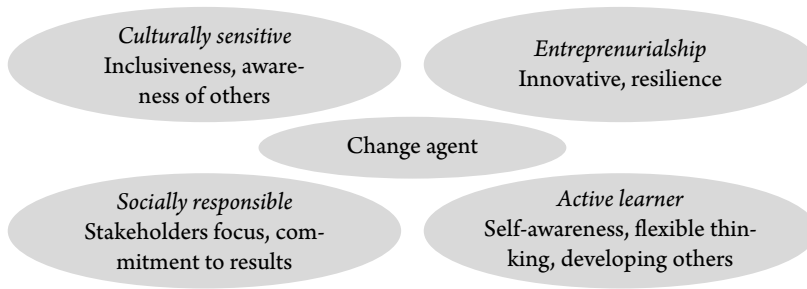 Culturally sensitive
Inclusiveness, aware-
ness of others
Entreprenurialship
Innovative, resilience
Change agent
Socially responsible
Stakeholders focus, com-
mitment to results
Active learner
Self-awareness, flexible thin-
king, developing others